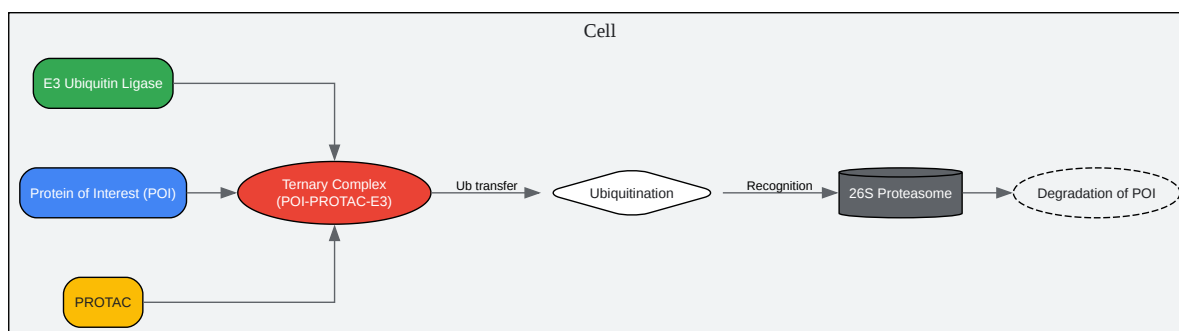 Cell
E3 Ubiquitin Ligase
Protein of Interest (POI)
PROTAC
Ternary Complex
(POI-PROTAC-E3)
Ub transfer
Ubiquitination
Recognition
26S Proteasome
Degradation of POI